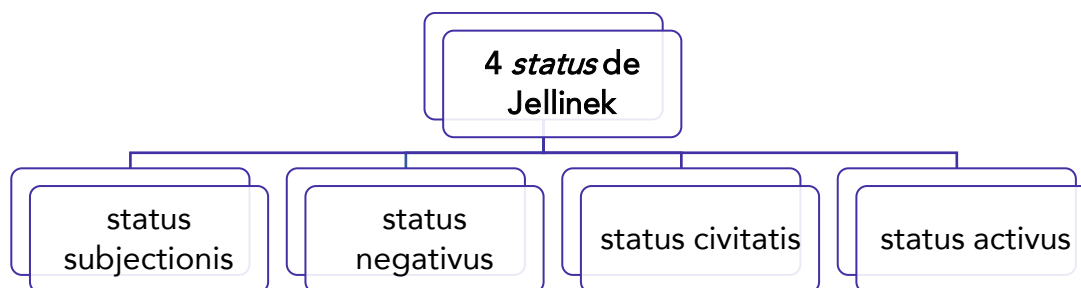 4 status de
Jellinek
status
subjectionis
status
negativus
status civitatis
status activus